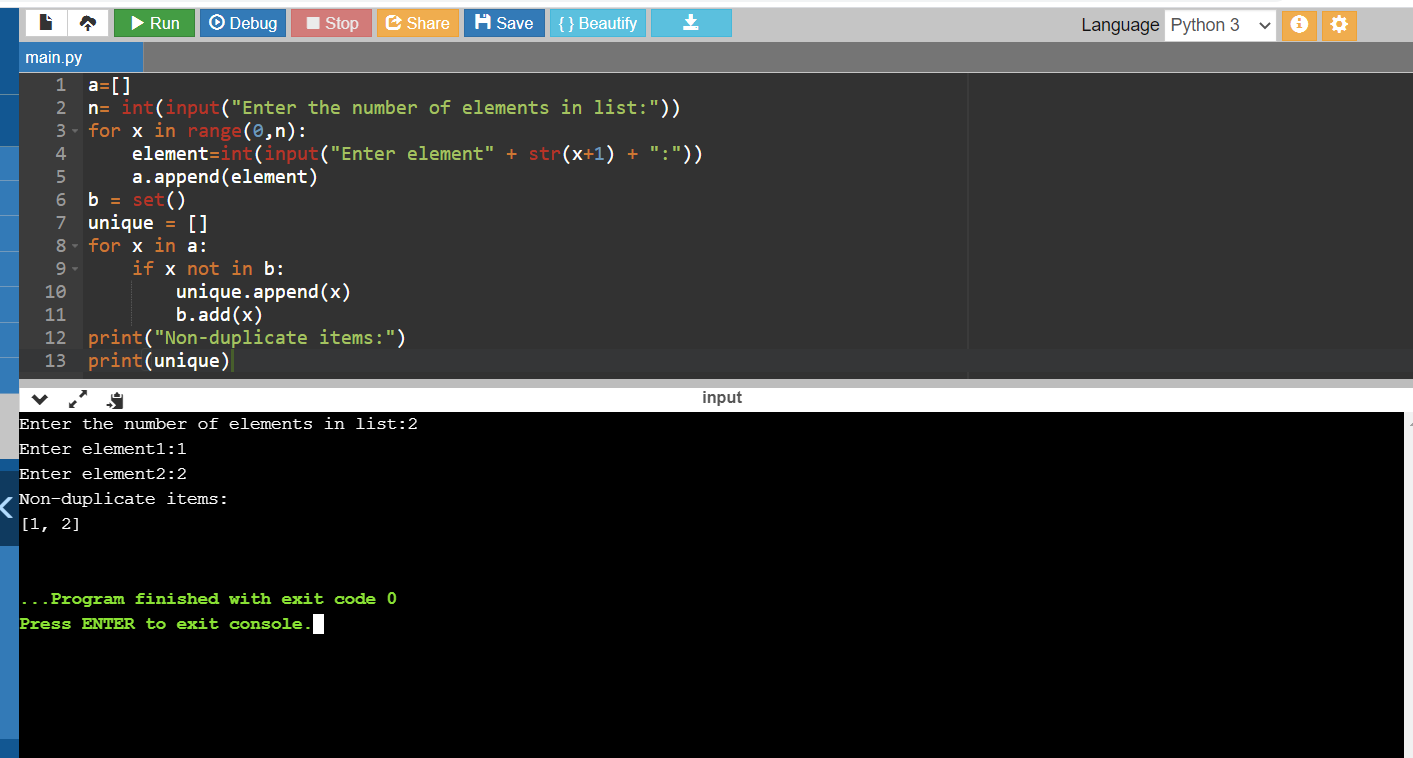 Run Debug Stop Share Save { } Beautify Language Python 3
main.py
1 a=[]
2 n= int(input("Enter the number of elements in list:"))
3 for x in range(0,n):
4     element=int(input("Enter element" + str(x+1) + ":"))
5     a.append(element)
6 b = set()
7 unique = []
8 for x in a:
9     if x not in b:
10         unique.append(x)
11         b.add(x)
12 print("Non-duplicate items:")
13 print(unique)
input
Enter the number of elements in list:2
Enter element1:1
Enter element2:2
Non-duplicate items:
[1, 2]
...Program finished with exit code 0
Press ENTER to exit console.